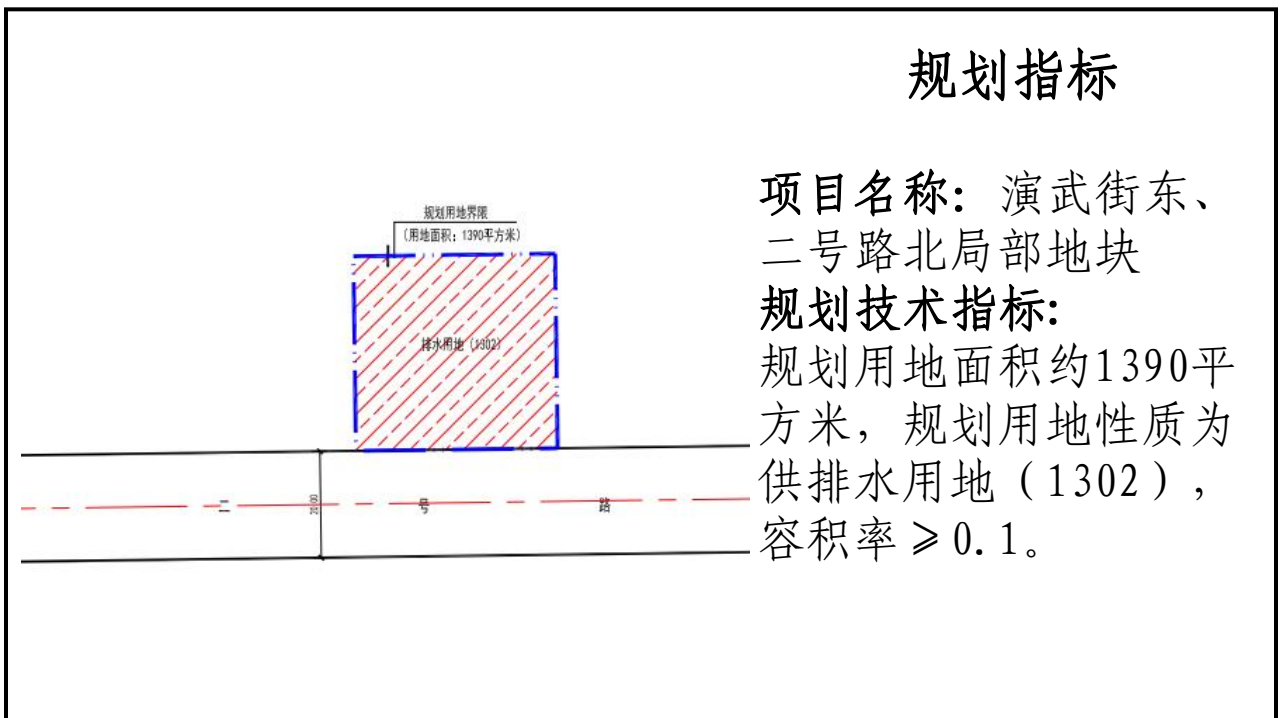 规划指标
项目名称：演武街东、
二号路北局部地块
规划技术指标：
规划用地面积约1390平
方米，规划用地性质为
供排水用地（1302），
容积率≥0.1。
规划用地界限
(用地面积：1390平方米)
排水用地（1302）
二 号 路